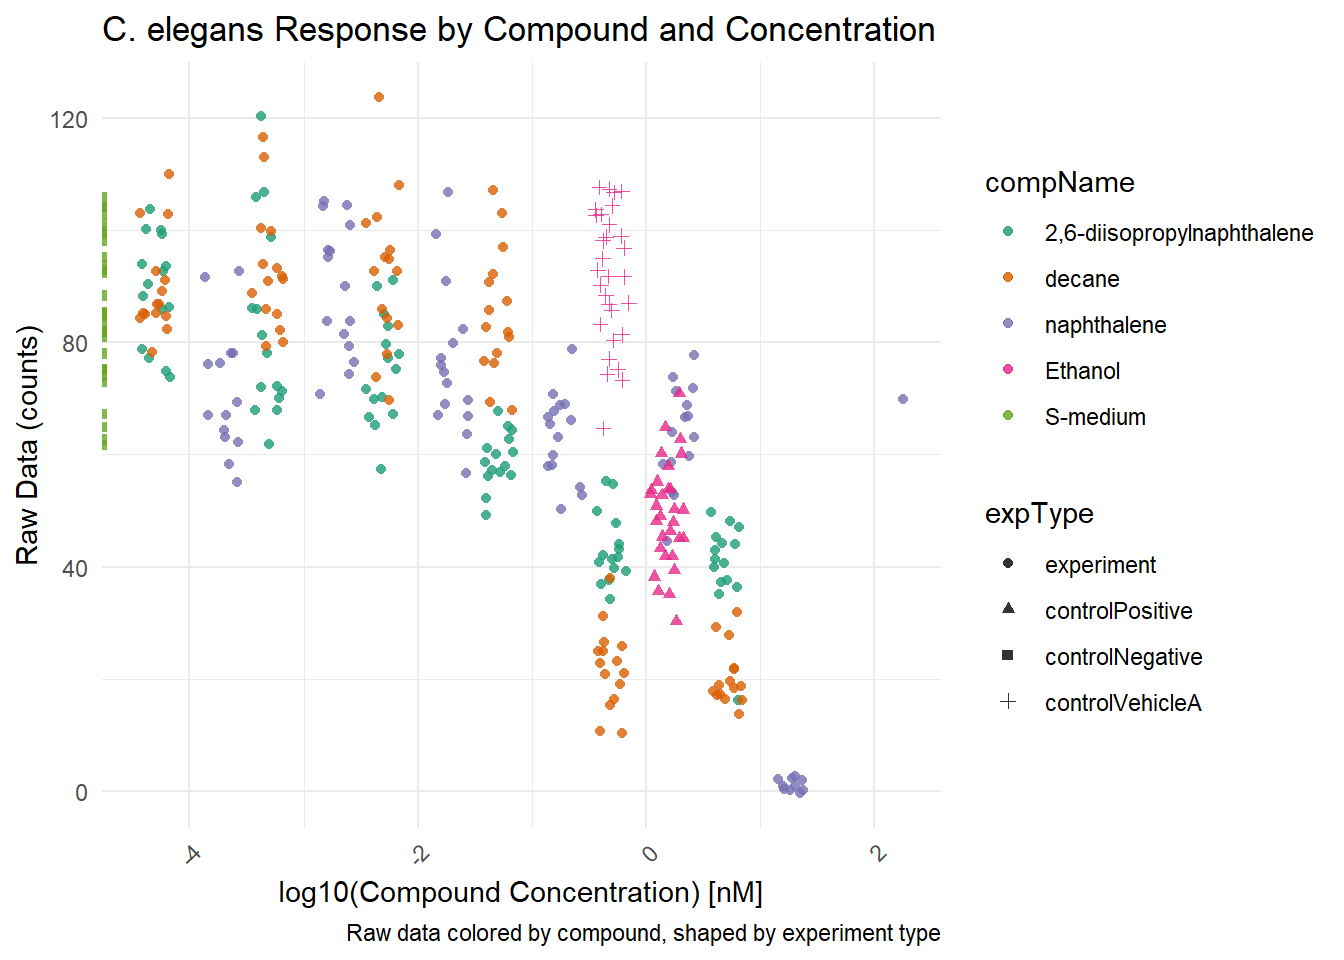 C. elegans Response by Compound and Concentration
Raw Data (counts)
120
80
40
0
-4
-2
0
2
log10(Compound Concentration) [nM]
Raw data colored by compound, shaped by experiment type
compName
2,6-diisopropylnaphthalene
decane
naphthalene
Ethanol
S-medium
expType
experiment
controlPositive
controlNegative
controlVehicleA